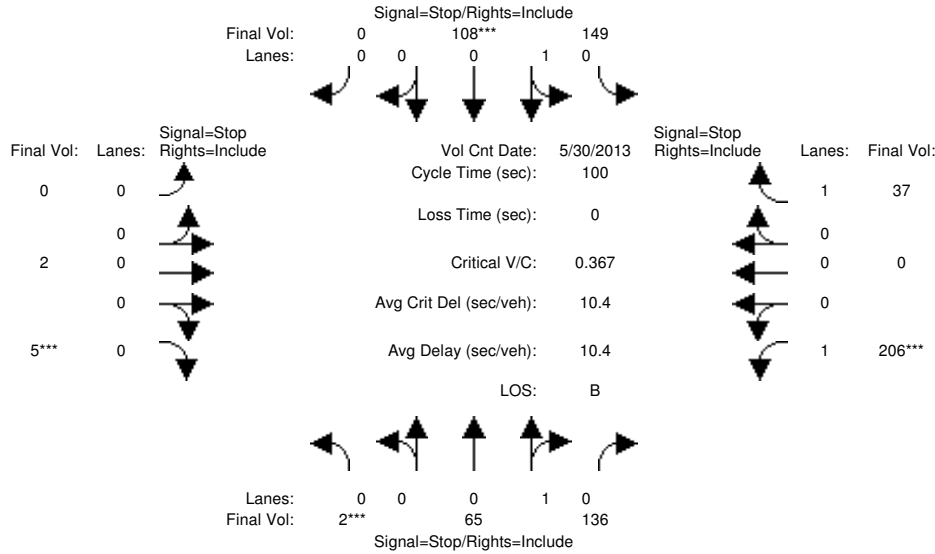 Signal=Stop/Rights=Include
Final Vol: 0 108*** 149
Lanes: 0 0 0 1 0
Signal=Stop
Final Vol: Lanes: Rights=Include
Vol Cnt Date: 5/30/2013
Signal=Stop
Rights=Include Lanes: Final Vol:
Cycle Time (sec): 100
0 0
1 37
Loss Time (sec): 0
0
0
2 0
Critical V/C: 0.367
0 0
0
Avg Crit Del (sec/veh): 10.4
0
5*** 0
Avg Delay (sec/veh): 10.4
1 206***
LOS: B
Lanes: 0 0 0 1 0
Final Vol: 2*** 65 136
Signal=Stop/Rights=Include